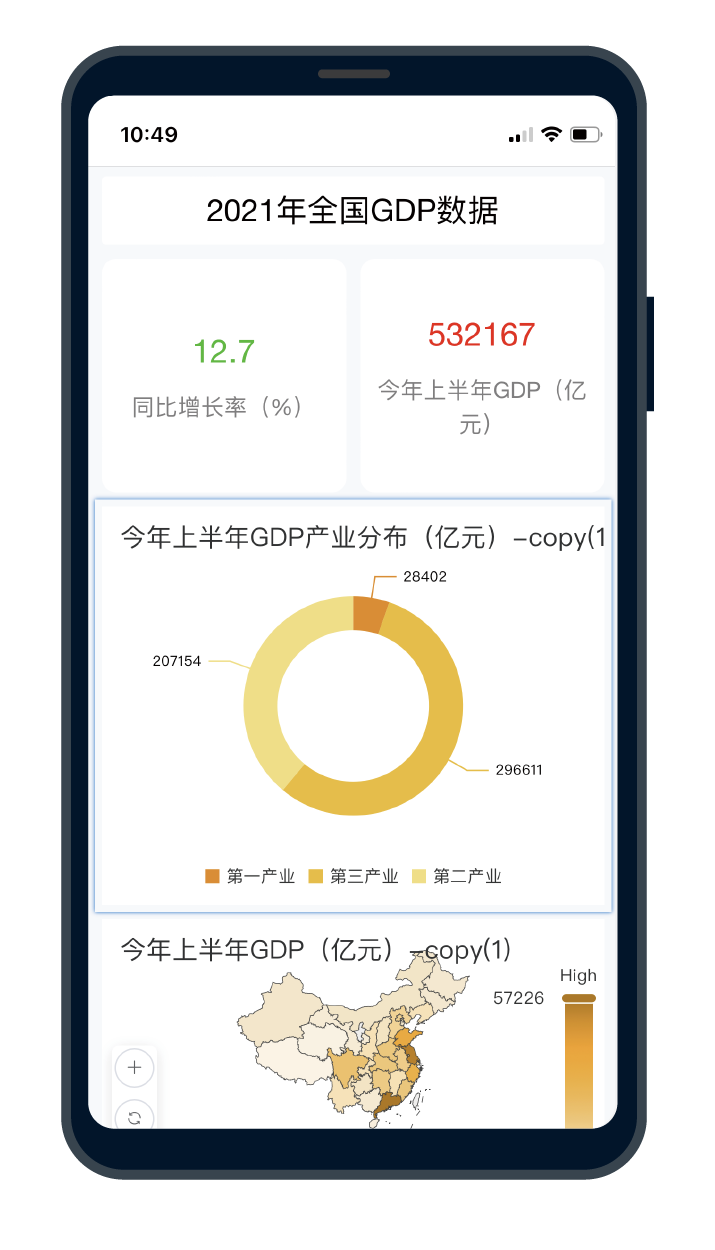 10:49
2021年全国GDP数据
12.7
同比增长率（%）
532167
今年上半年GDP（亿
元）
今年上半年GDP产业分布（亿元）-copy(1
28402
207154
296611
第一产业 第三产业 第二产业
今年上半年GDP（亿元）-copy(1)
High
57226